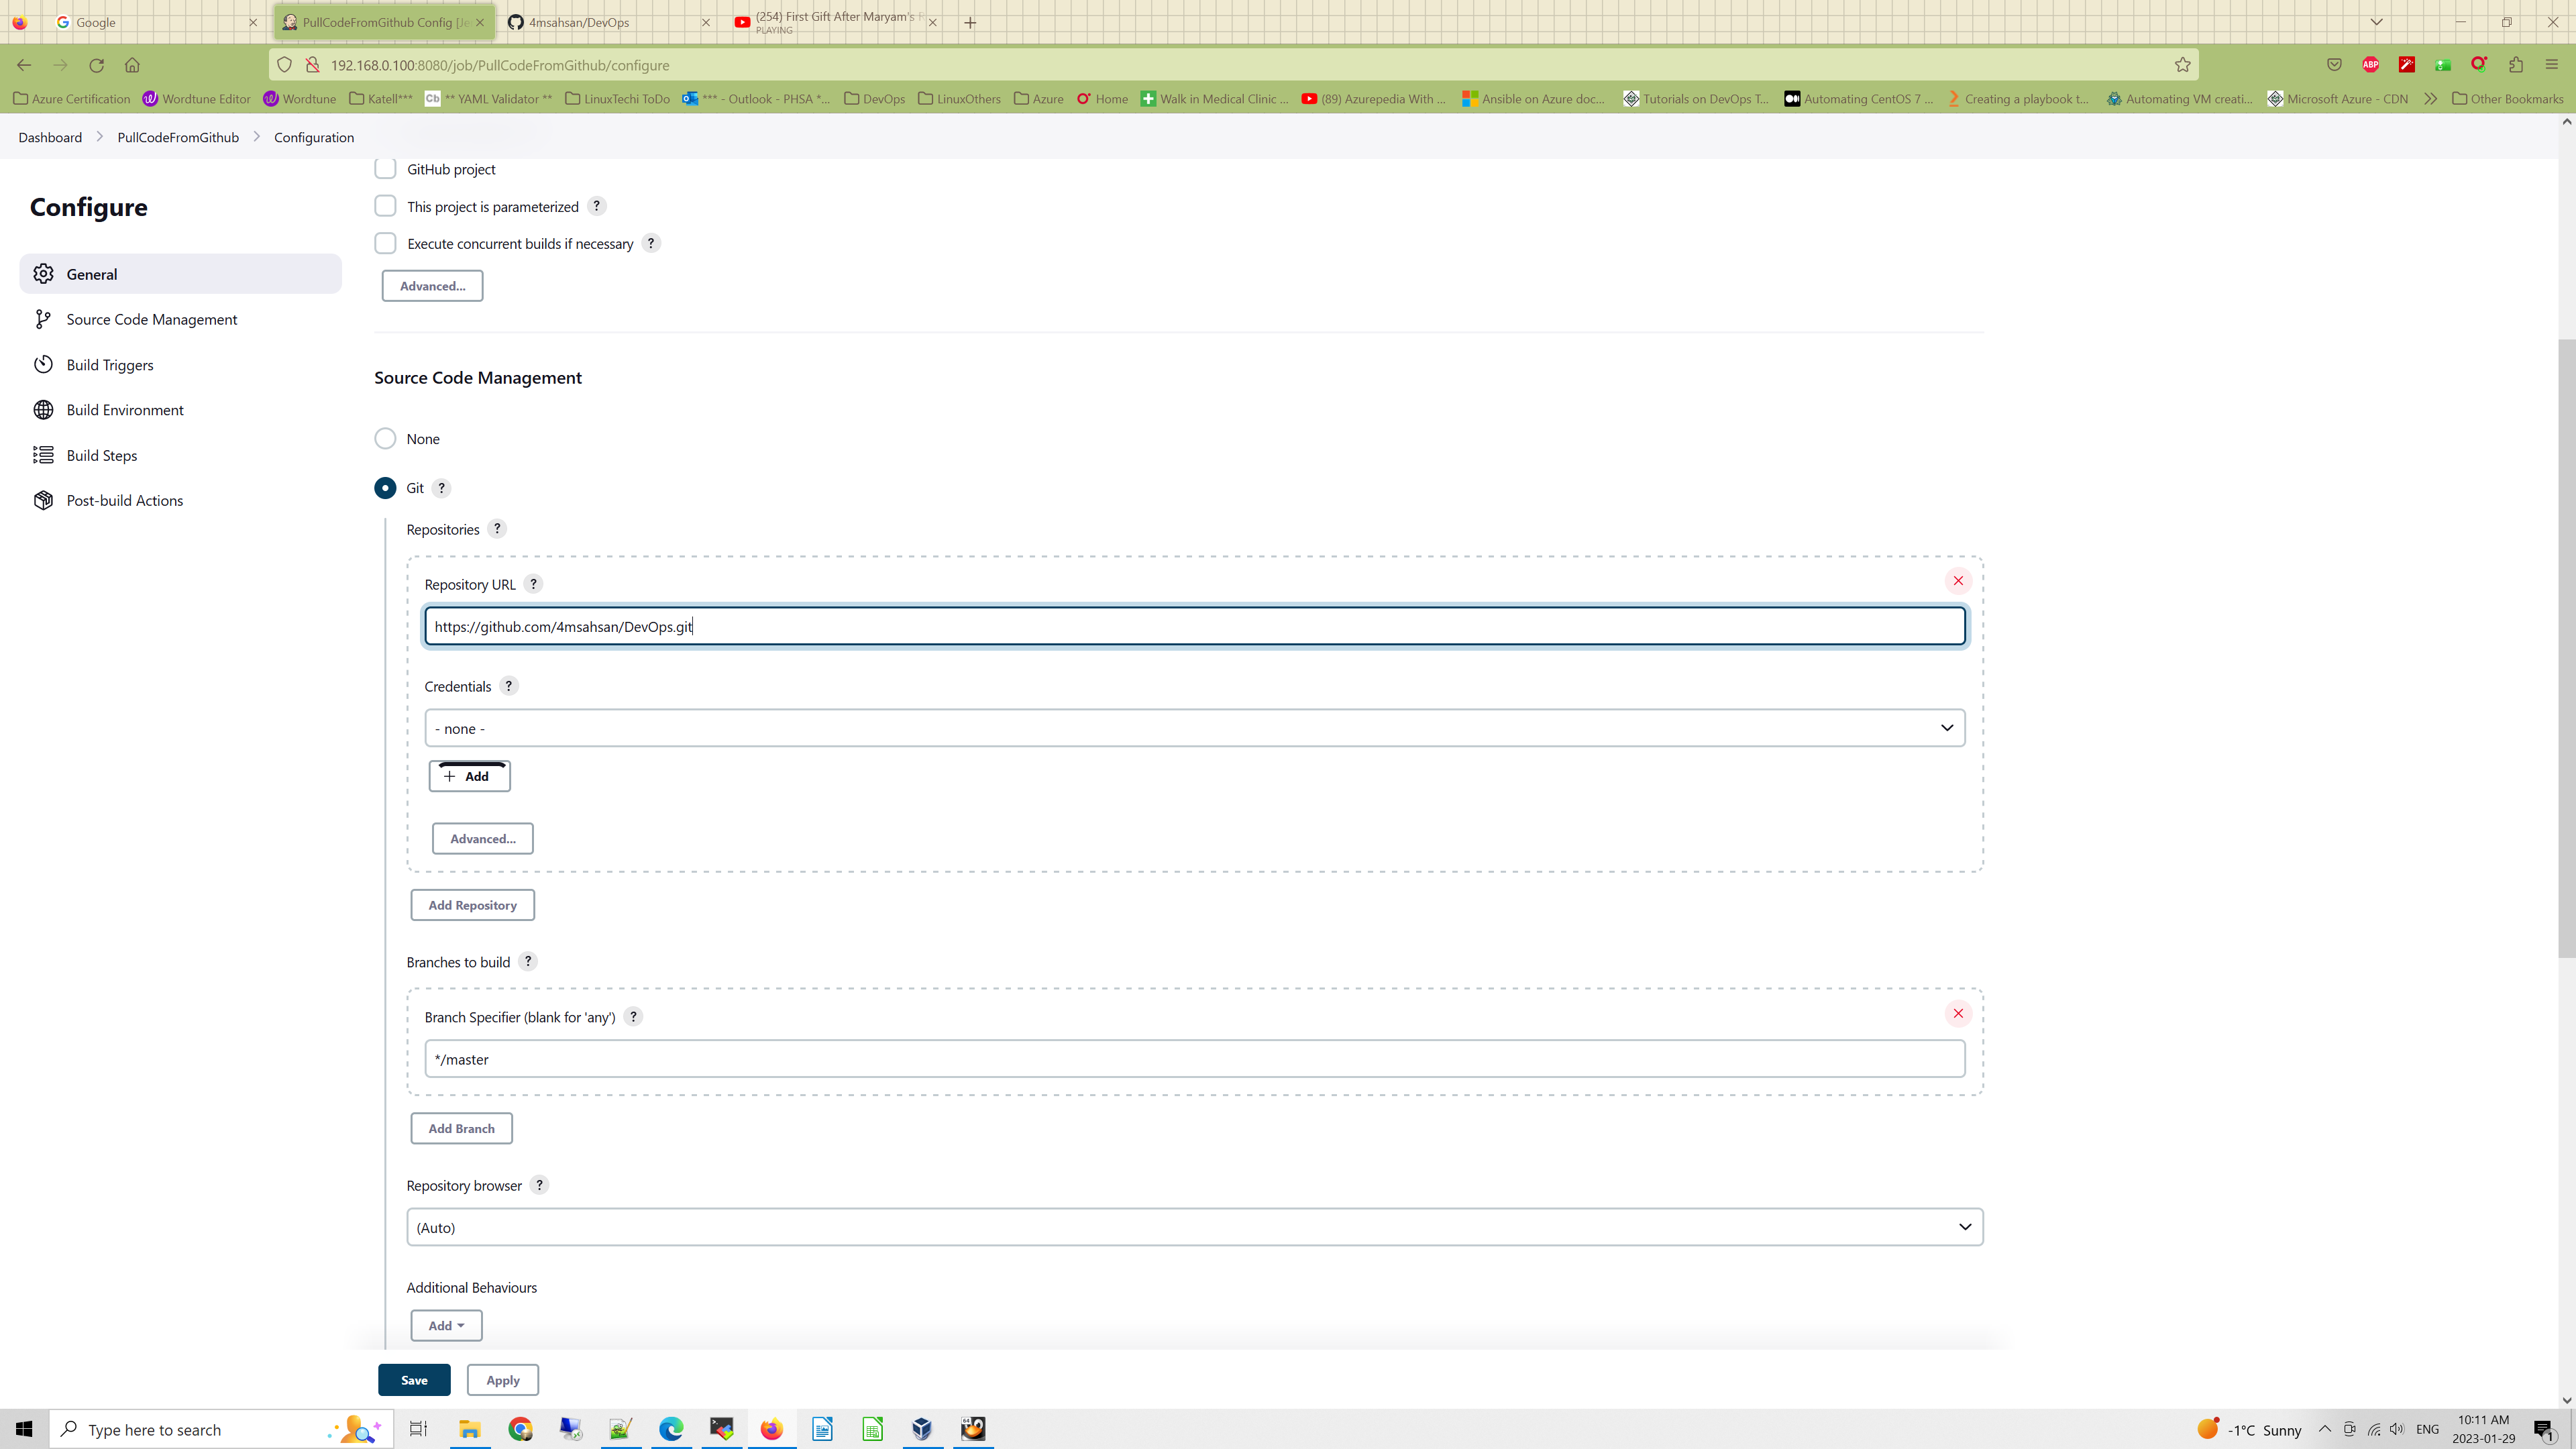 Google
PullCodeFromGithub Config [Je
4msahsan/DevOps
(254) First Gift After Maryam's
PLAYING
192.168.0.100:8080/job/PullCodeFromGithub/configure
ABP
Azure Certification
Wordtune Editor
Wordtune
Katell***
Cb
** YAML Validator **
LinuxTechi ToDo
*** - Outlook - PHSA *...
DevOps
LinuxOthers
Azure
Home
Walk in Medical Clinic ...
(89) Azurepedia With ...
Ansible on Azure doc...
Tutorials on DevOps T...
Automating CentOS 7 ...
Creating a playbook t...
Automating VM creati...
Microsoft Azure - CDN
Other Bookmarks
Dashboard
PullCodeFromGithub
Configuration
Configure
General
Source Code Management
Build Triggers
Build Environment
Build Steps
Post-build Actions
GitHub project
This project is parameterized ?
Execute concurrent builds if necessary ?
Advanced...
Source Code Management
None
Git ?
Repositories ?
Repository URL ?
https://github.com/4msahsan/DevOps.git
Credentials ?
- none -
Add
Advanced...
Add Repository
Branches to build ?
Branch Specifier (blank for 'any') ?
*/master
Add Branch
Repository browser ?
(Auto)
Additional Behaviours
Add
Save
Apply
Type here to search
-1°C Sunny
ENG
10:11 AM
2023-01-29
1